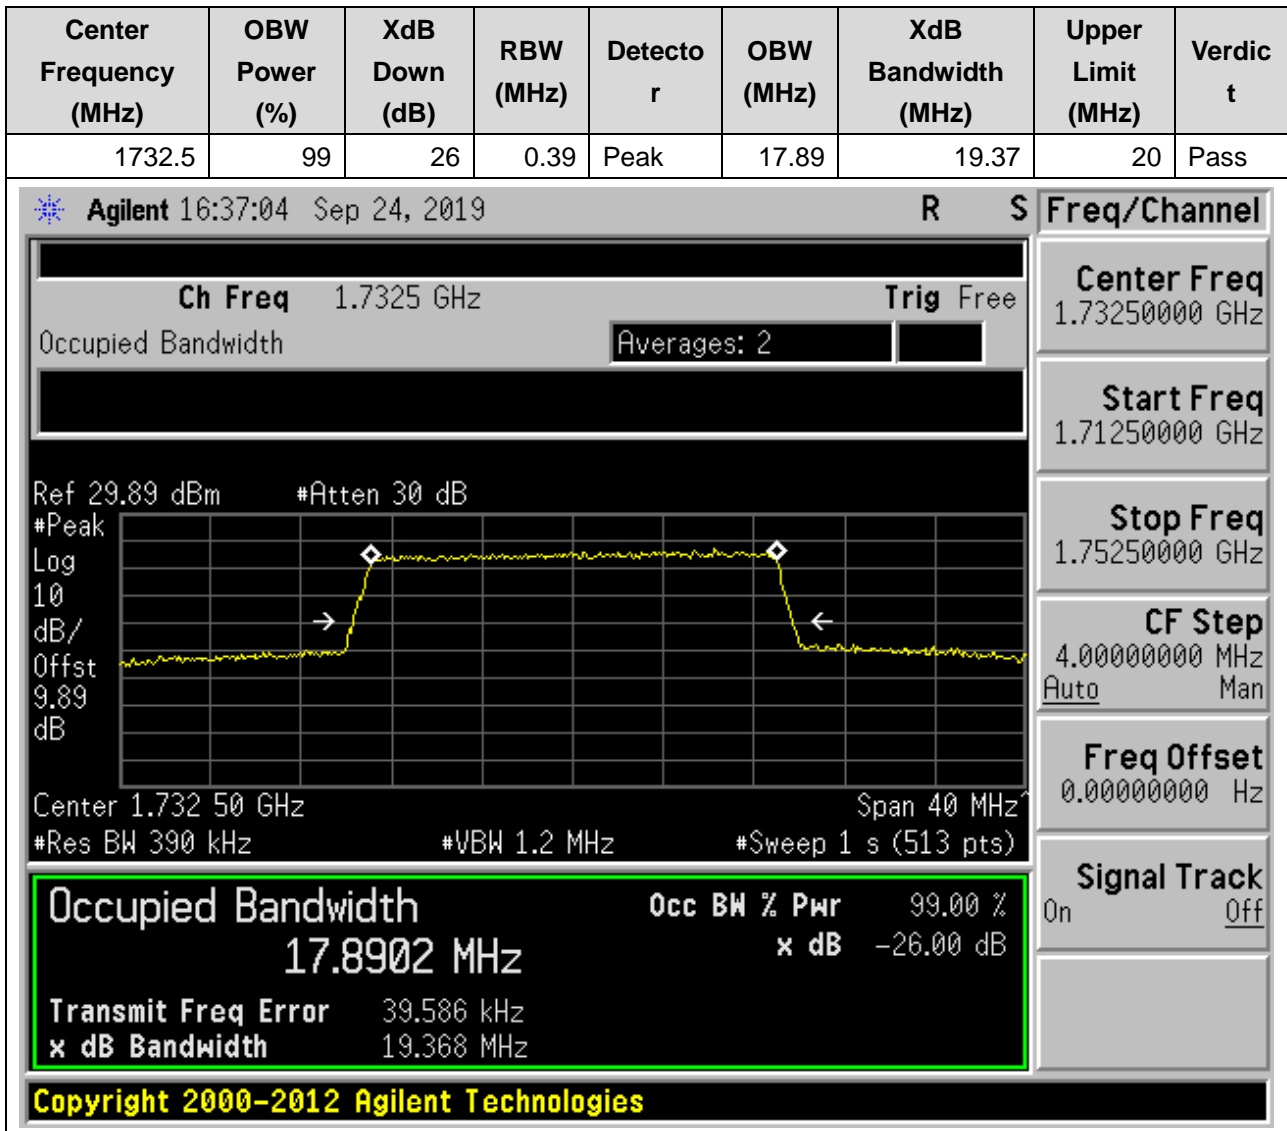 Center Frequency (MHz) OBW Power (%) XdB Down (dB) RBW (MHz) Detecto r OBW (MHz) XdB Bandwidth (MHz) Upper Limit (MHz) Verdic t
1732.5 99 26 0.39 Peak 17.89 19.37 20 Pass
Agilent 16:37:04 Sep 24, 2019 R S Freq/Channel
Ch Freq 1.7325 GHz Trig Free
Occupied Bandwidth Averages: 2
Center Freq
1.73250000 GHz
Start Freq
1.71250000 GHz
Stop Freq
1.75250000 GHz
CF Step
4.00000000 MHz
Auto Man
Freq Offset
0.00000000 Hz
Signal Track
On Off
Ref 29.89 dBm #Atten 30 dB
#Peak
Log
10
dB/
Offst
9.89
dB
Center 1.732 50 GHz Span 40 MHz^
#Res BW 390 kHz #VBW 1.2 MHz #Sweep 1 s (513 pts)
Occupied Bandwidth Occ BW % Pwr 99.00 %
17.8902 MHz x dB -26.00 dB
Transmit Freq Error 39.586 kHz
x dB Bandwidth 19.368 MHz
Copyright 2000-2012 Agilent Technologies